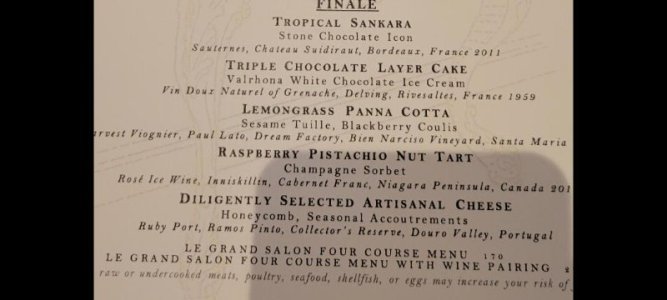 FINALE
TROPICAL SANKARA
Stone Chocolate Icon
Sauternes, Chateau Suidiraut, Bordeaux, France 2011
TRIPLE CHOCOLATE LAYER CAKE
Valrhona White Chocolate Ice Cream
Vin Doux Naturel of Grenache, Delving, Rivesaltes, France 1959
LEMONGRASS PANNA COTTA
Sesame Tuille, Blackberry Coulis
arvest Viognier, Paul Lato, Dream Factory, Bien Narciso Vineyard, Santa Maria
RASPBERRY PISTACHIO NUT TART
Champagne Sorbet
Rosé Ice Wine, Inniskillin, Cabernet Franc, Niagara Peninsula, Canada 201
DILIGENTLY SELECTED ARTISANAL CHEESE
Honeycomb, Seasonal Accoutrements
Ruby Port, Ramos Pinto, Collector's Reserve, Douro Valley, Portugal
LE GRAND SALON FOUR COURSE MENU 170
LE GRAND SALON FOUR COURSE MENU WITH WINE PAIRING 2
raw or undercooked meats, poultry, seafood, shellfish, or eggs may increase your risk of